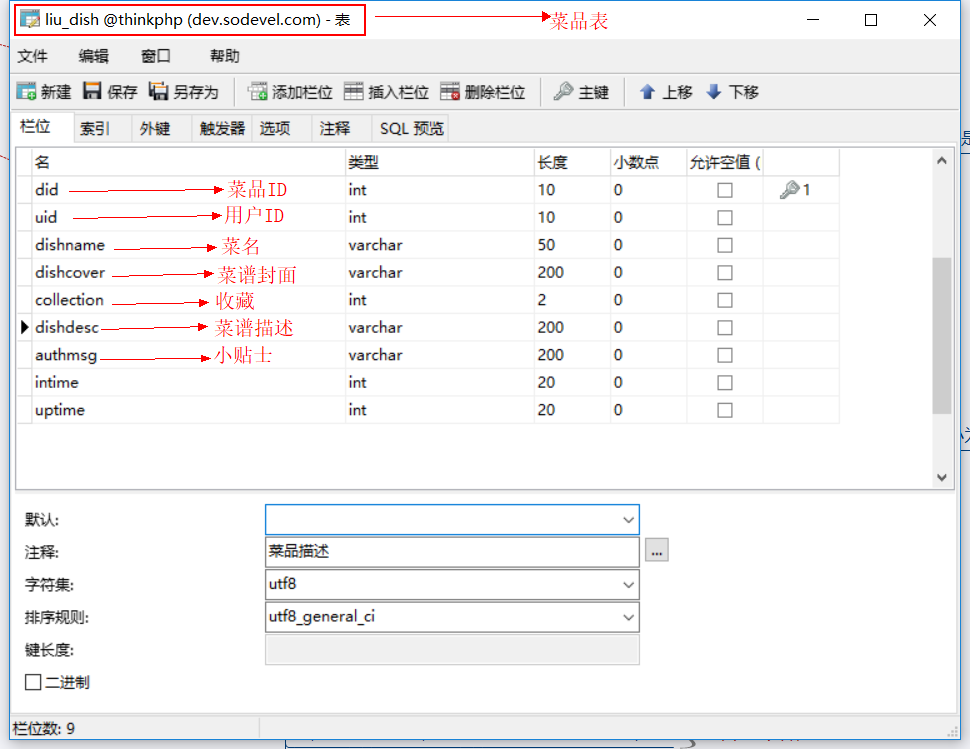 liu_dish @thinkphp (dev.sodevel.com) - 表 菜品表
文件 编辑 窗口 帮助
新建 保存 另存为 添加栏位 插入栏位 删除栏位 主键 上移 下移
栏位 索引 外键 触发器 选项 注释 SQL 预览
名 类型 长度 小数点 允许空值 (
did 菜品ID int 10 0 1
uid 用户ID int 10 0
dishname 菜名 varchar 50 0
dishcover 菜谱封面 varchar 200 0
collection 收藏 int 2 0
dishdesc 菜谱描述 varchar 200 0
authmsg 小贴士 varchar 200 0
intime int 20 0
uptime int 20 0
默认:
注释: 菜品描述 ...
字符集: utf8
排序规则: utf8_general_ci
键长度:
二进制
栏位数: 9